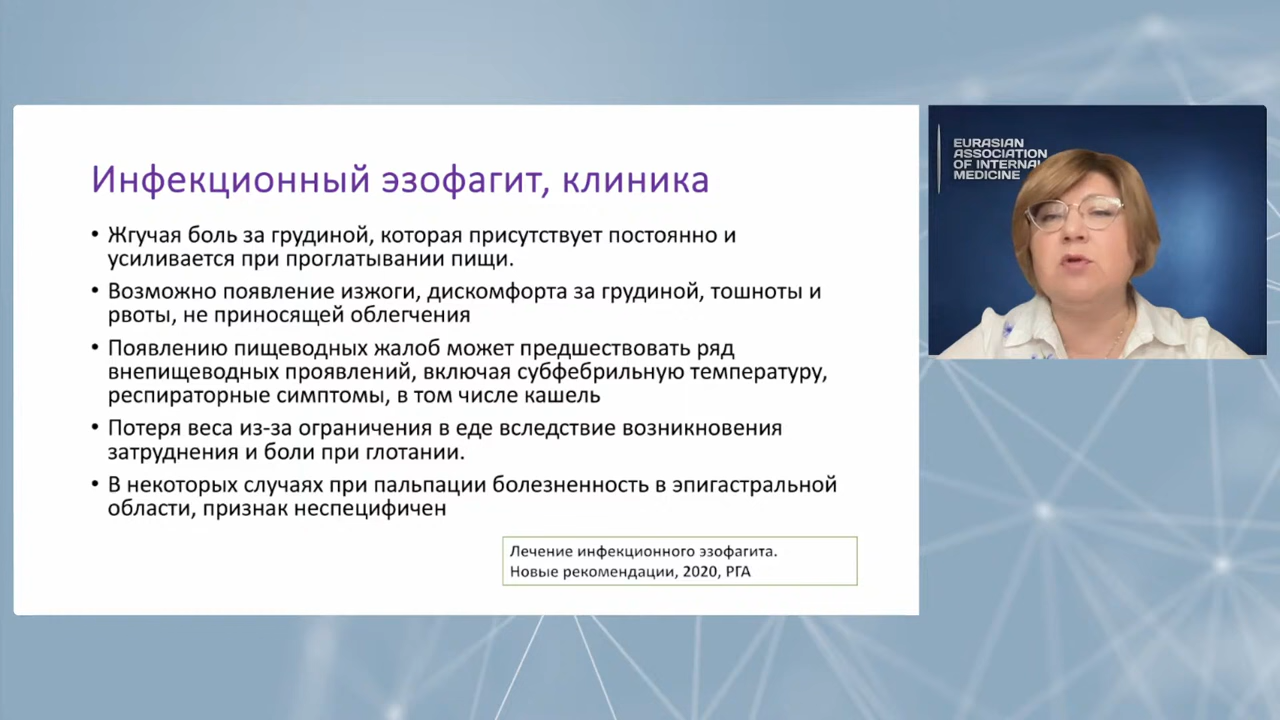 Инфекционный эзофагит, клиника
• Жгучая боль за грудиной, которая присутствует постоянно и
усиливается при проглатывании пищи.
• Возможно появление изжоги, дискомфорта за грудиной, тошноты и
рвоты, не приносящей облегчения
• Появлению пищеводных жалоб может предшествовать ряд
внепищеводных проявлений, включая субфебрильную температуру,
респираторные симптомы, в том числе кашель
• Потеря веса из-за ограничения в еде вследствие возникновения
затруднения и боли при глотании.
• В некоторых случаях при пальпации болезненность в эпигастральной
области, признак неспецифичен
Лечение инфекционного эзофагита.
Новые рекомендации, 2020, РГА
EURASIAN
ASSOCIATION
OF INTERNAL
MEDICINE